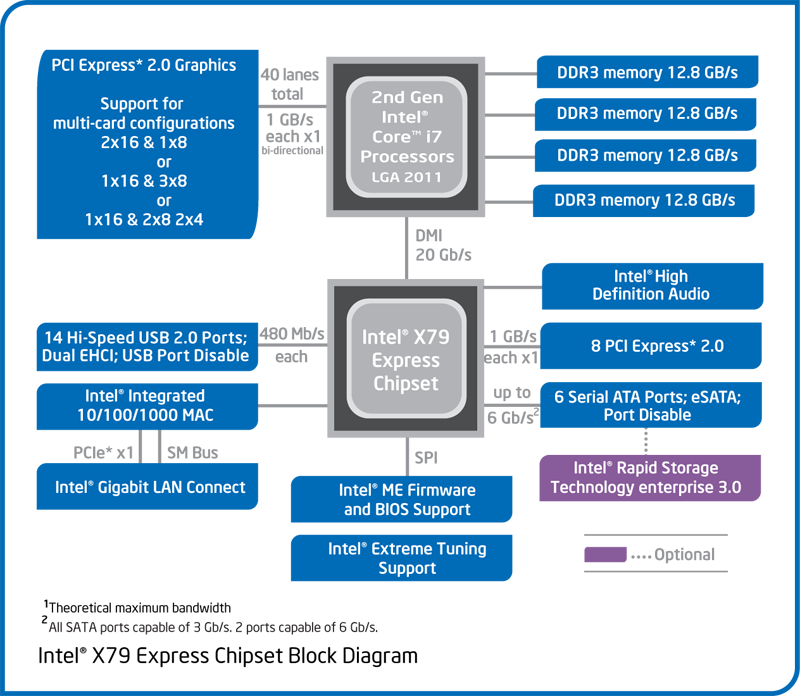 PCI Express* 2.0 Graphics
Support for
multi-card configurations
2x16 & 1x8
or
1x16 & 3x8
or
1x16 & 2x8 2x4
40 lanes
total
1 GB/s
each x1
bi-directional
2nd Gen
Intel®
Core™ i7
Processors
LGA 2011
DDR3 memory 12.8 GB/s
DDR3 memory 12.8 GB/s
DDR3 memory 12.8 GB/s
DDR3 memory 12.8 GB/s
DMI
20 Gb/s
Intel® High
Definition Audio
14 Hi-Speed USB 2.0 Ports;
Dual EHCI; USB Port Disable
480 Mb/s
each
Intel® X79
Express
Chipset
1 GB/s
each x1
8 PCI Express* 2.0
Intel® Integrated
10/100/1000 MAC
up to
6 Gb/s2
6 Serial ATA Ports; eSATA;
Port Disable
PCIe* x1
SM Bus
SPI
Intel® Rapid Storage
Technology enterprise 3.0
Intel® Gigabit LAN Connect
Intel® ME Firmware
and BIOS Support
Intel® Extreme Tuning
Support
Optional
1Theoretical maximum bandwidth
2All SATA ports capable of 3 Gb/s. 2 ports capable of 6 Gb/s.
Intel® X79 Express Chipset Block Diagram